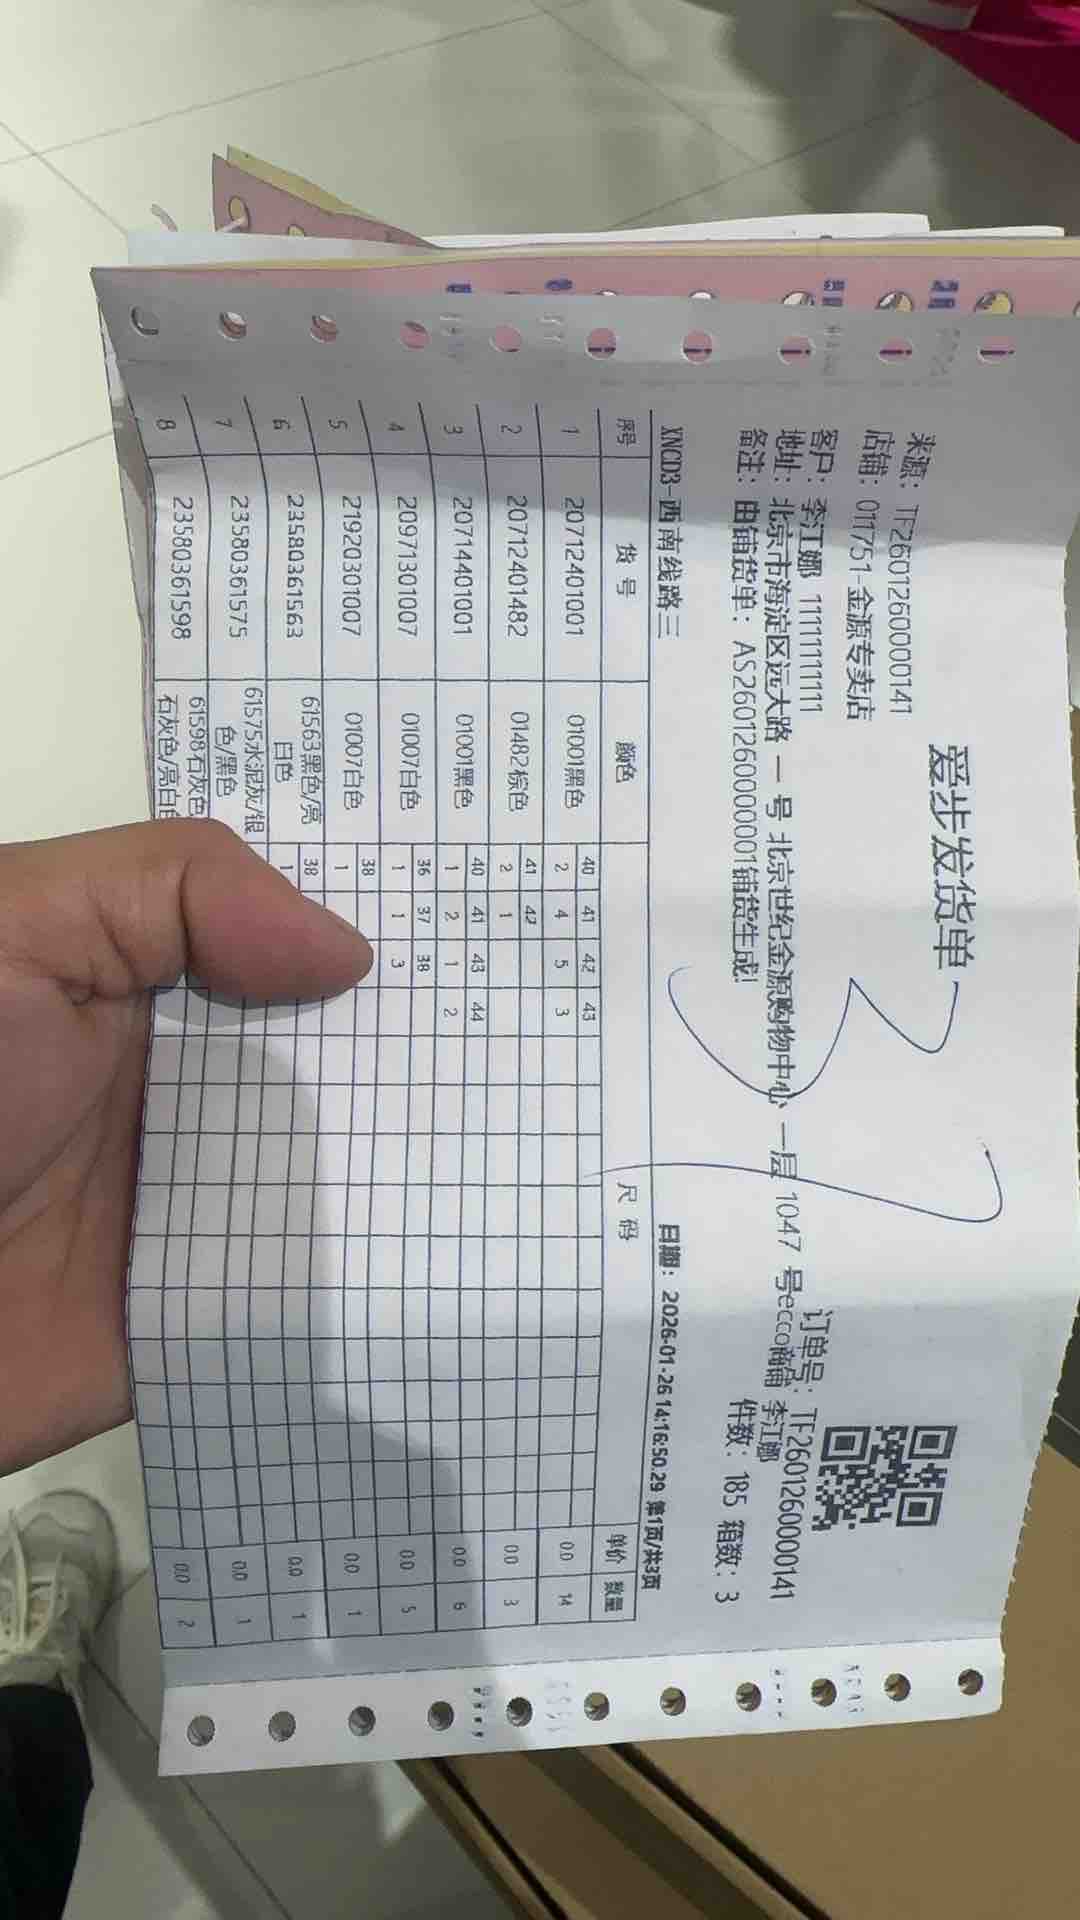 爱步发货单
来源： TF26012600000141
订单号： TF26012600000141
店铺： 011751-金源专卖店
客户： 李江娜 11111111111
李江娜
地址： 北京市海淀区远大路 一 号 北京世纪金源购物中心 一层 1047 号ecco商铺
备注： 由铺货单： AS26012600000001铺货生成!
件数： 185 箱数： 3
37
XNCD3-西南线路三 日期： 2026-01-26 14:16:50.29 第1页/共3页
序号 货 号 颜色 尺 码 单价 数量
40 41 42 43
1 20712401001 01001黑色 2 4 5 3 0.0 14
41 42
2 20712401482 01482棕色 2 1 0.0 3
40 41 43 44
3 20714401001 01001黑色 1 2 1 2 0.0 6
36 37 38
4 20971301007 01007白色 1 1 3 0.0 5
38
5 21920301007 01007白色 1 0.0 1
38
6 23580361563 61563黑色/亮白色 1 0.0 1
7 23580361575 61575水泥灰/银色/黑色 0.0 1
8 23580361598 61598石灰色/石灰色/亮白色 0.0 2